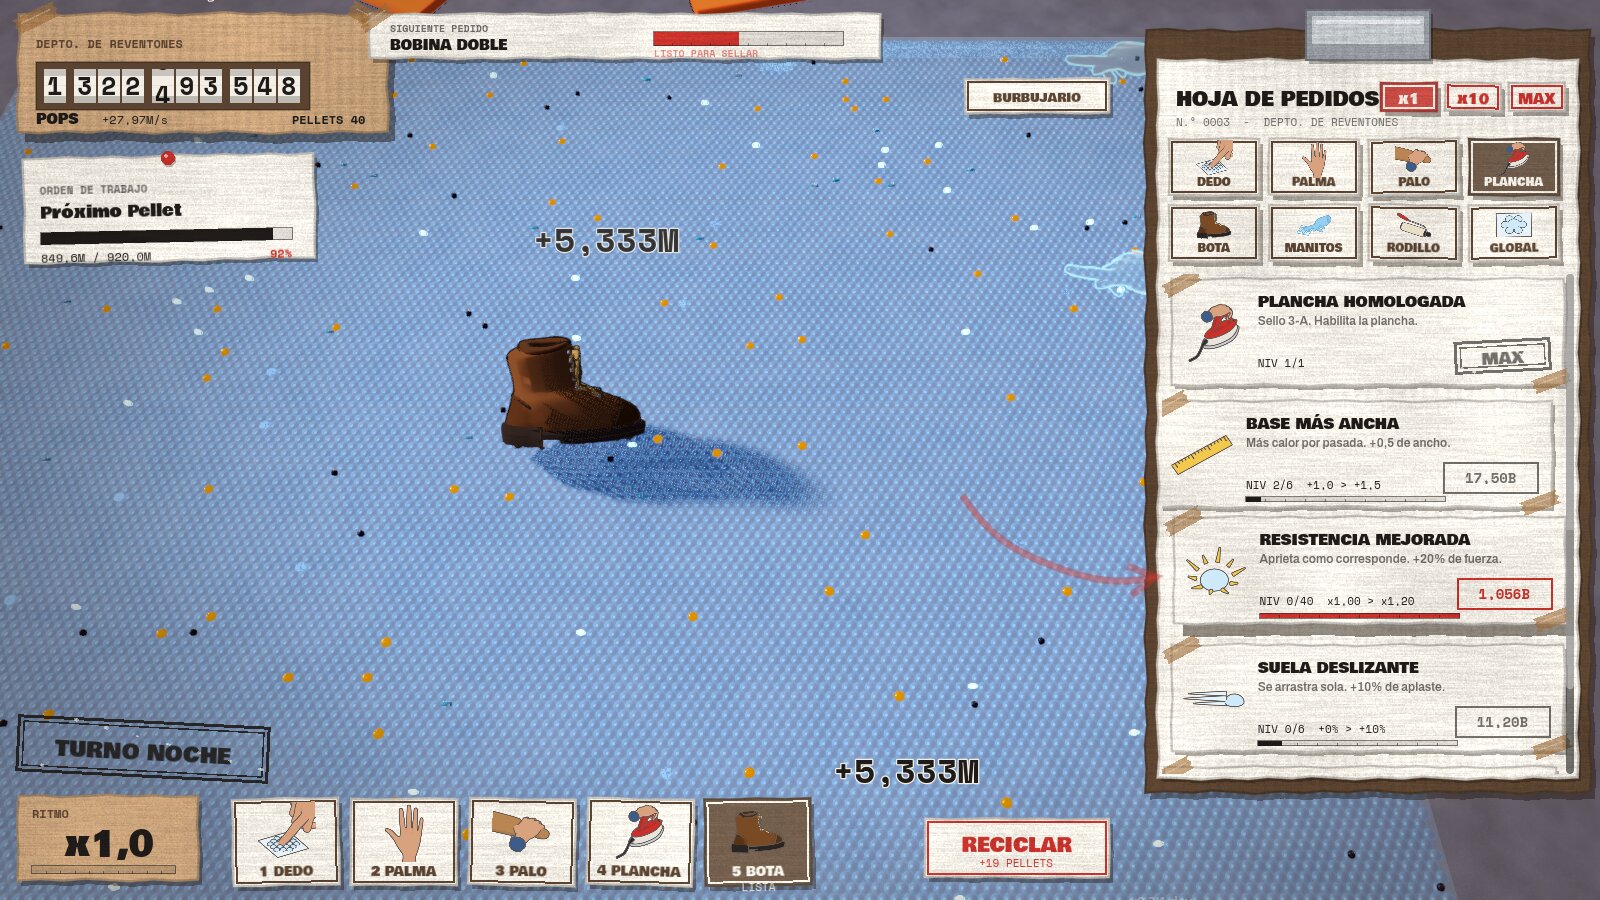 DEPTO. DE REVENTONES
1 322 493 548
POPS +27,97M/s PELLETS 40
SIGUIENTE PEDIDO
BOBINA DOBLE
LISTO PARA SELLAR
ORDEN DE TRABAJO
Próximo Pellet
849,6M / 920,0M 92%
BURBUJARIO
+5,333M
+5,333M
HOJA DE PEDIDOS x1 x10 MAX
N.° 0003 - DEPTO. DE REVENTONES
DEDO PALMA PALO PLANCHA
BOTA MANITOS RODILLO GLOBAL
PLANCHA HOMOLOGADA
Sello 3-A. Habilita la plancha.
NIV 1/1 MAX
BASE MÁS ANCHA
Más calor por pasada. +0,5 de ancho.
NIV 2/6 +1,0 > +1,5 17,50B
RESISTENCIA MEJORADA
Aprieta como corresponde. +20% de fuerza.
NIV 0/40 x1,00 > x1,20 1,056B
SUELA DESLIZANTE
Se arrastra sola. +10% de aplaste.
NIV 0/6 +0% > +10% 11,20B
TURNO NOCHE
RITMO
x1,0
1 DEDO 2 PALMA 3 PALO 4 PLANCHA 5 BOTA
LISTA
RECICLAR
+19 PELLETS